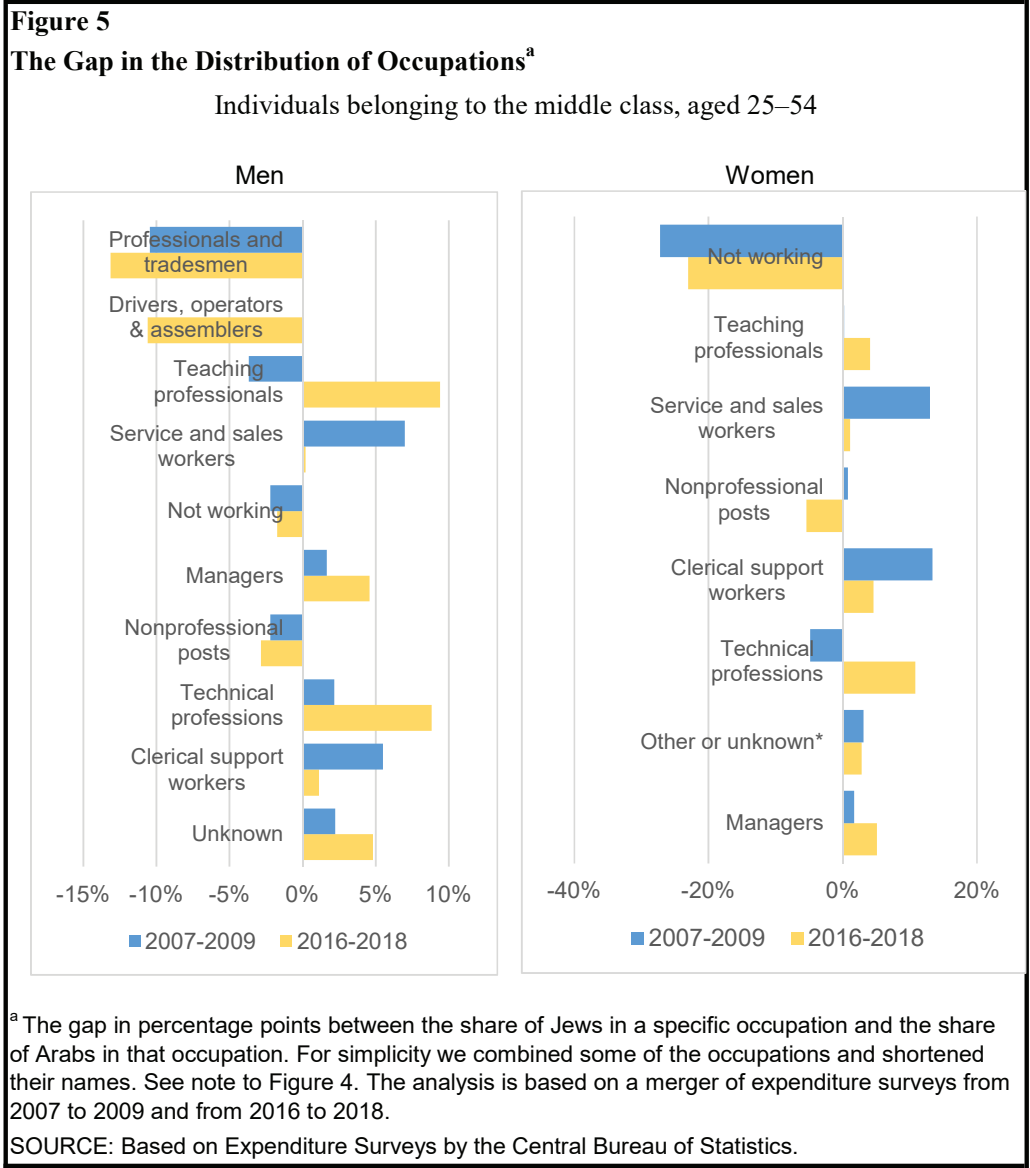 Figure 5
The Gap in the Distribution of Occupationsa
Individuals belonging to the middle class, aged 25–54
Men
Professionals and
tradesmen
Drivers, operators
& assemblers
Teaching
professionals
Service and sales
workers
Not working
Managers
Nonprofessional
posts
Technical
professions
Clerical support
workers
Unknown
-15% -10% -5% 0% 5% 10%
2007-2009 2016-2018
Women
Not working
Teaching
professionals
Service and sales
workers
Nonprofessional
posts
Clerical support
workers
Technical
professions
Other or unknown*
Managers
-40% -20% 0% 20%
2007-2009 2016-2018
a The gap in percentage points between the share of Jews in a specific occupation and the share
of Arabs in that occupation. For simplicity we combined some of the occupations and shortened
their names. See note to Figure 4. The analysis is based on a merger of expenditure surveys from
2007 to 2009 and from 2016 to 2018.
SOURCE: Based on Expenditure Surveys by the Central Bureau of Statistics.